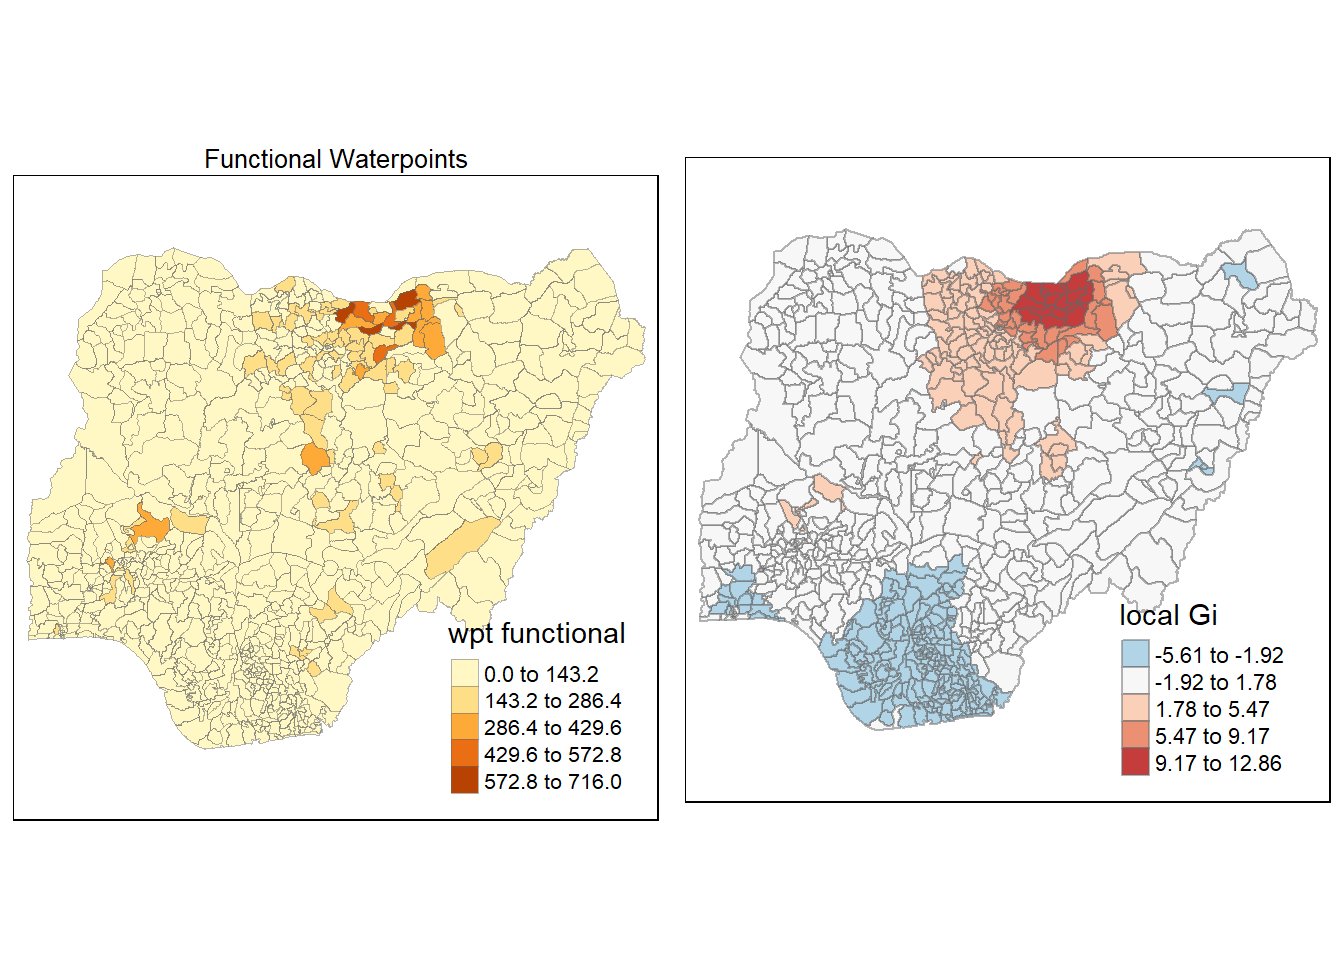 Functional Waterpoints
wpt functional
0.0 to 143.2
143.2 to 286.4
286.4 to 429.6
429.6 to 572.8
572.8 to 716.0
local Gi
-5.61 to -1.92
-1.92 to 1.78
1.78 to 5.47
5.47 to 9.17
9.17 to 12.86